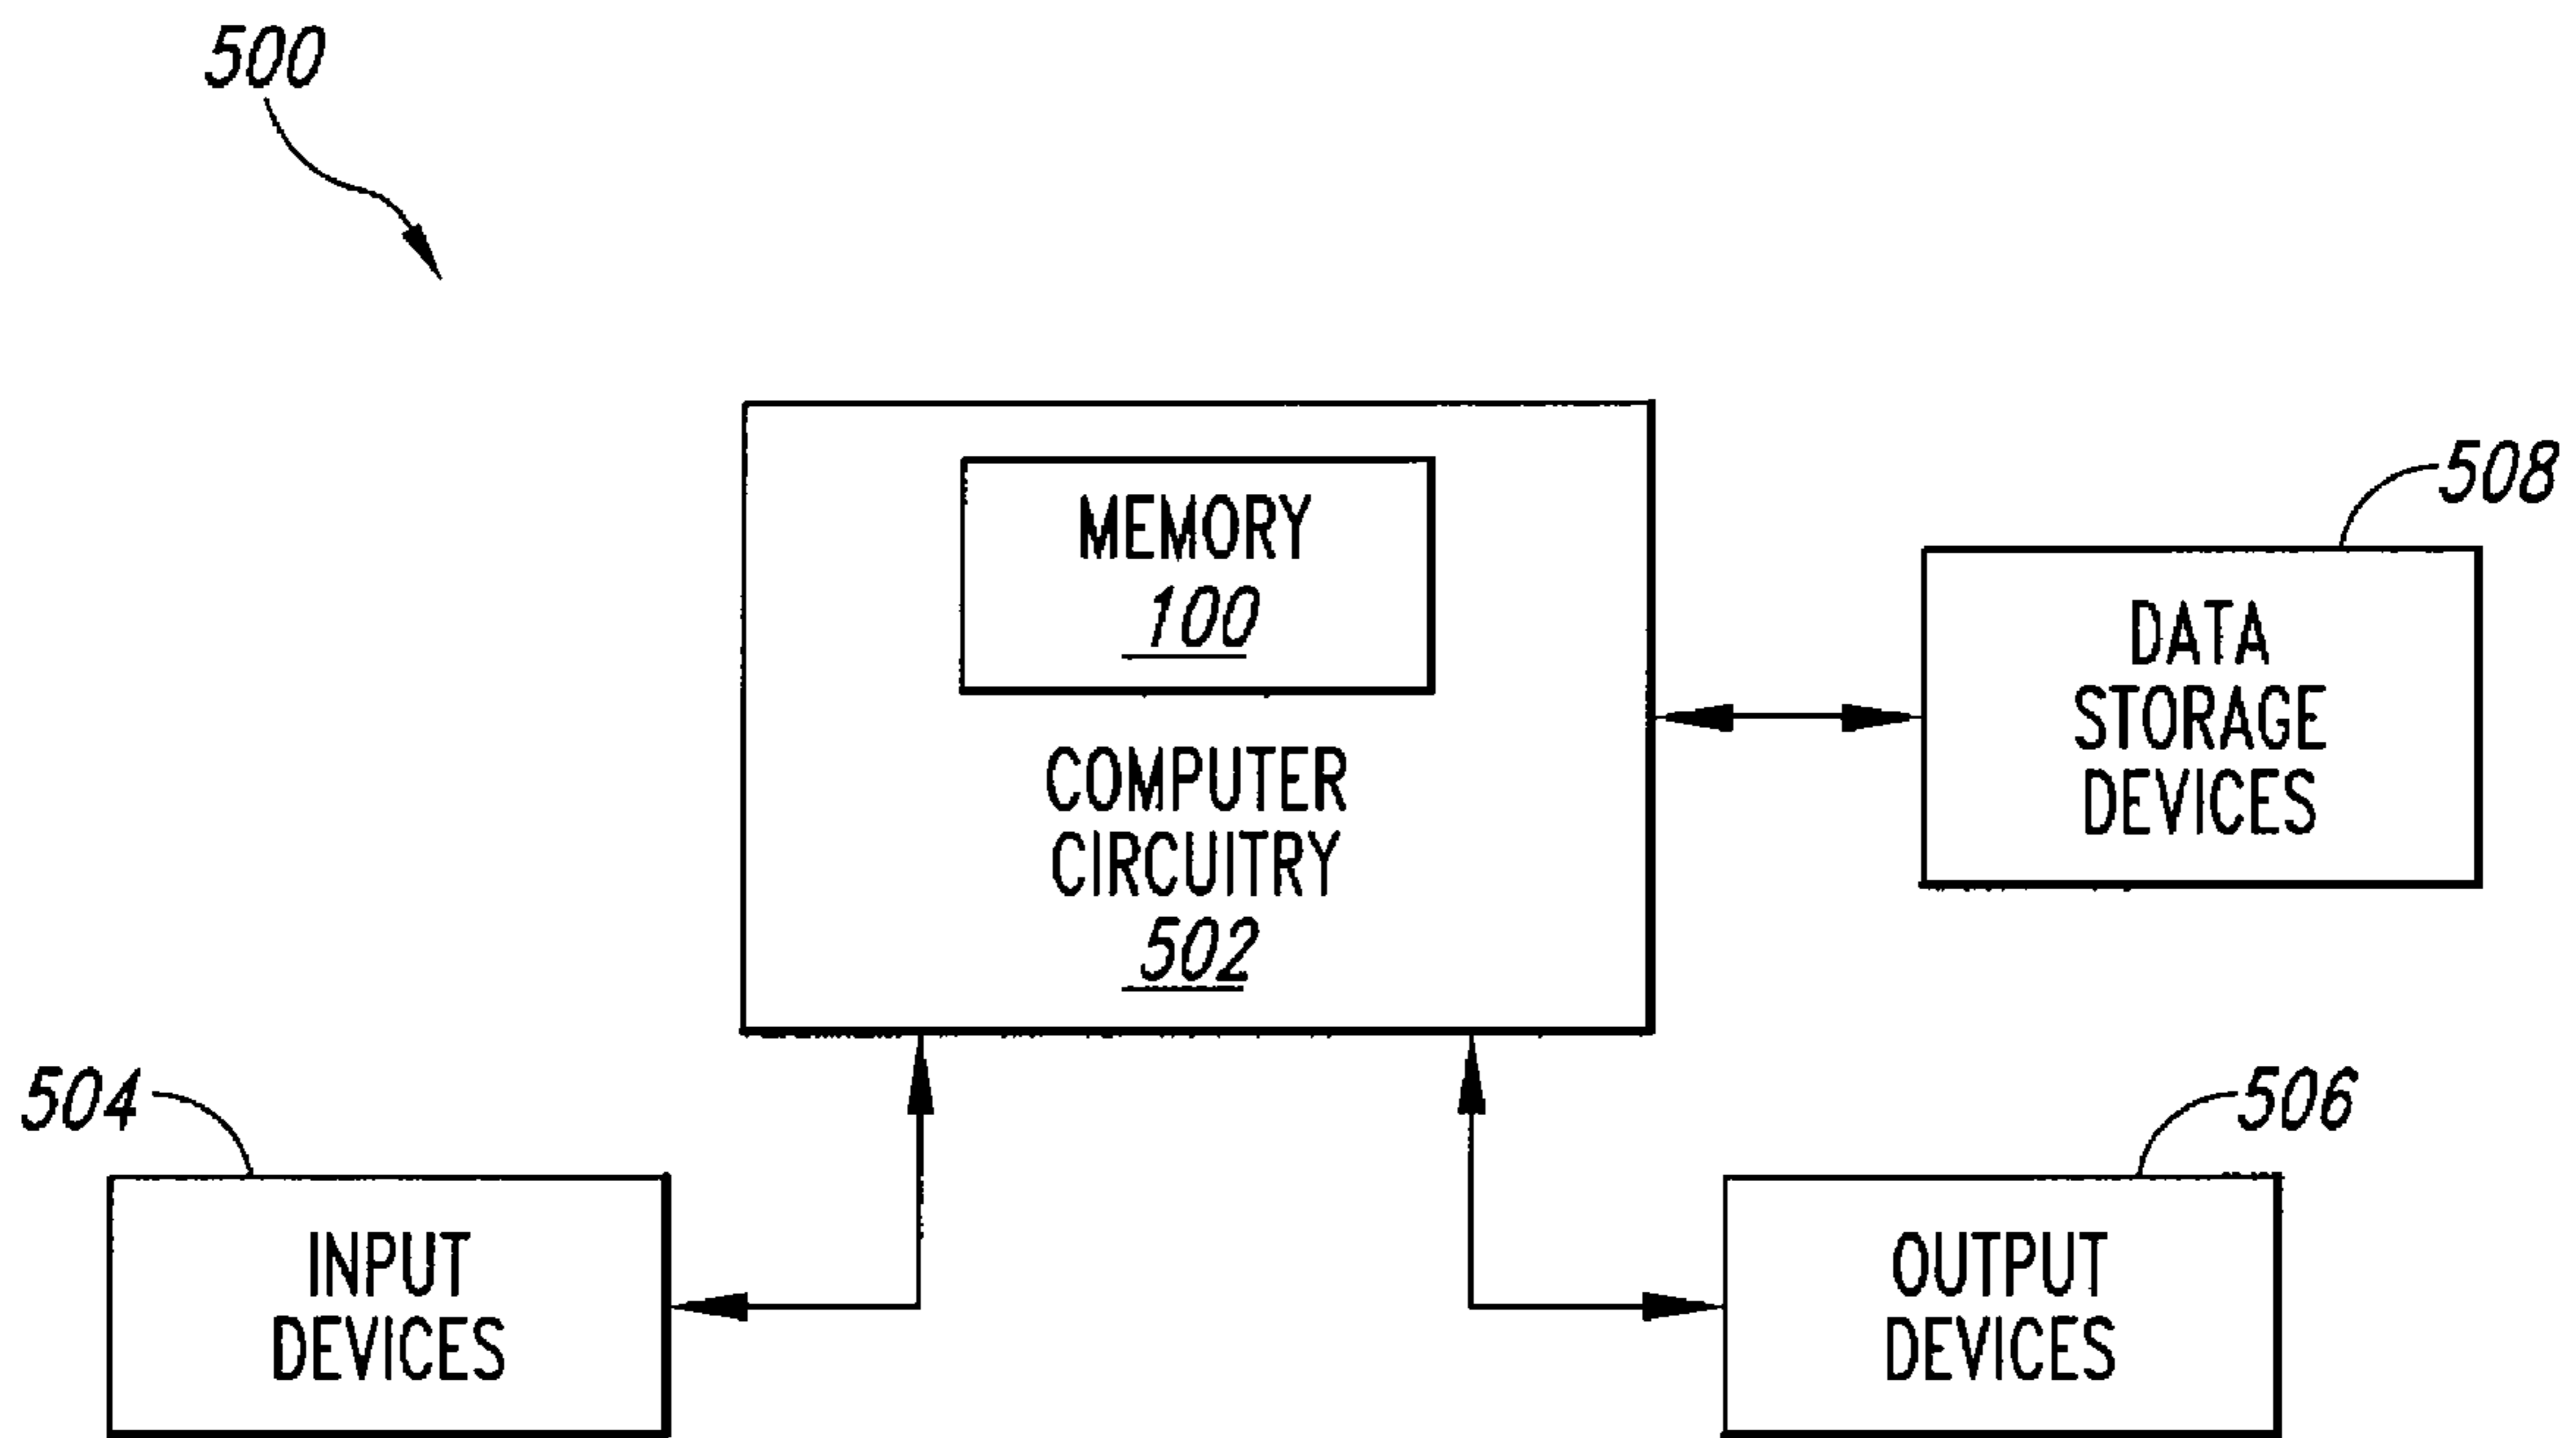 500
MEMORY
100
COMPUTER
CIRCUITRY
502
508
DATA
STORAGE
DEVICES
504
INPUT
DEVICES
506
OUTPUT
DEVICES